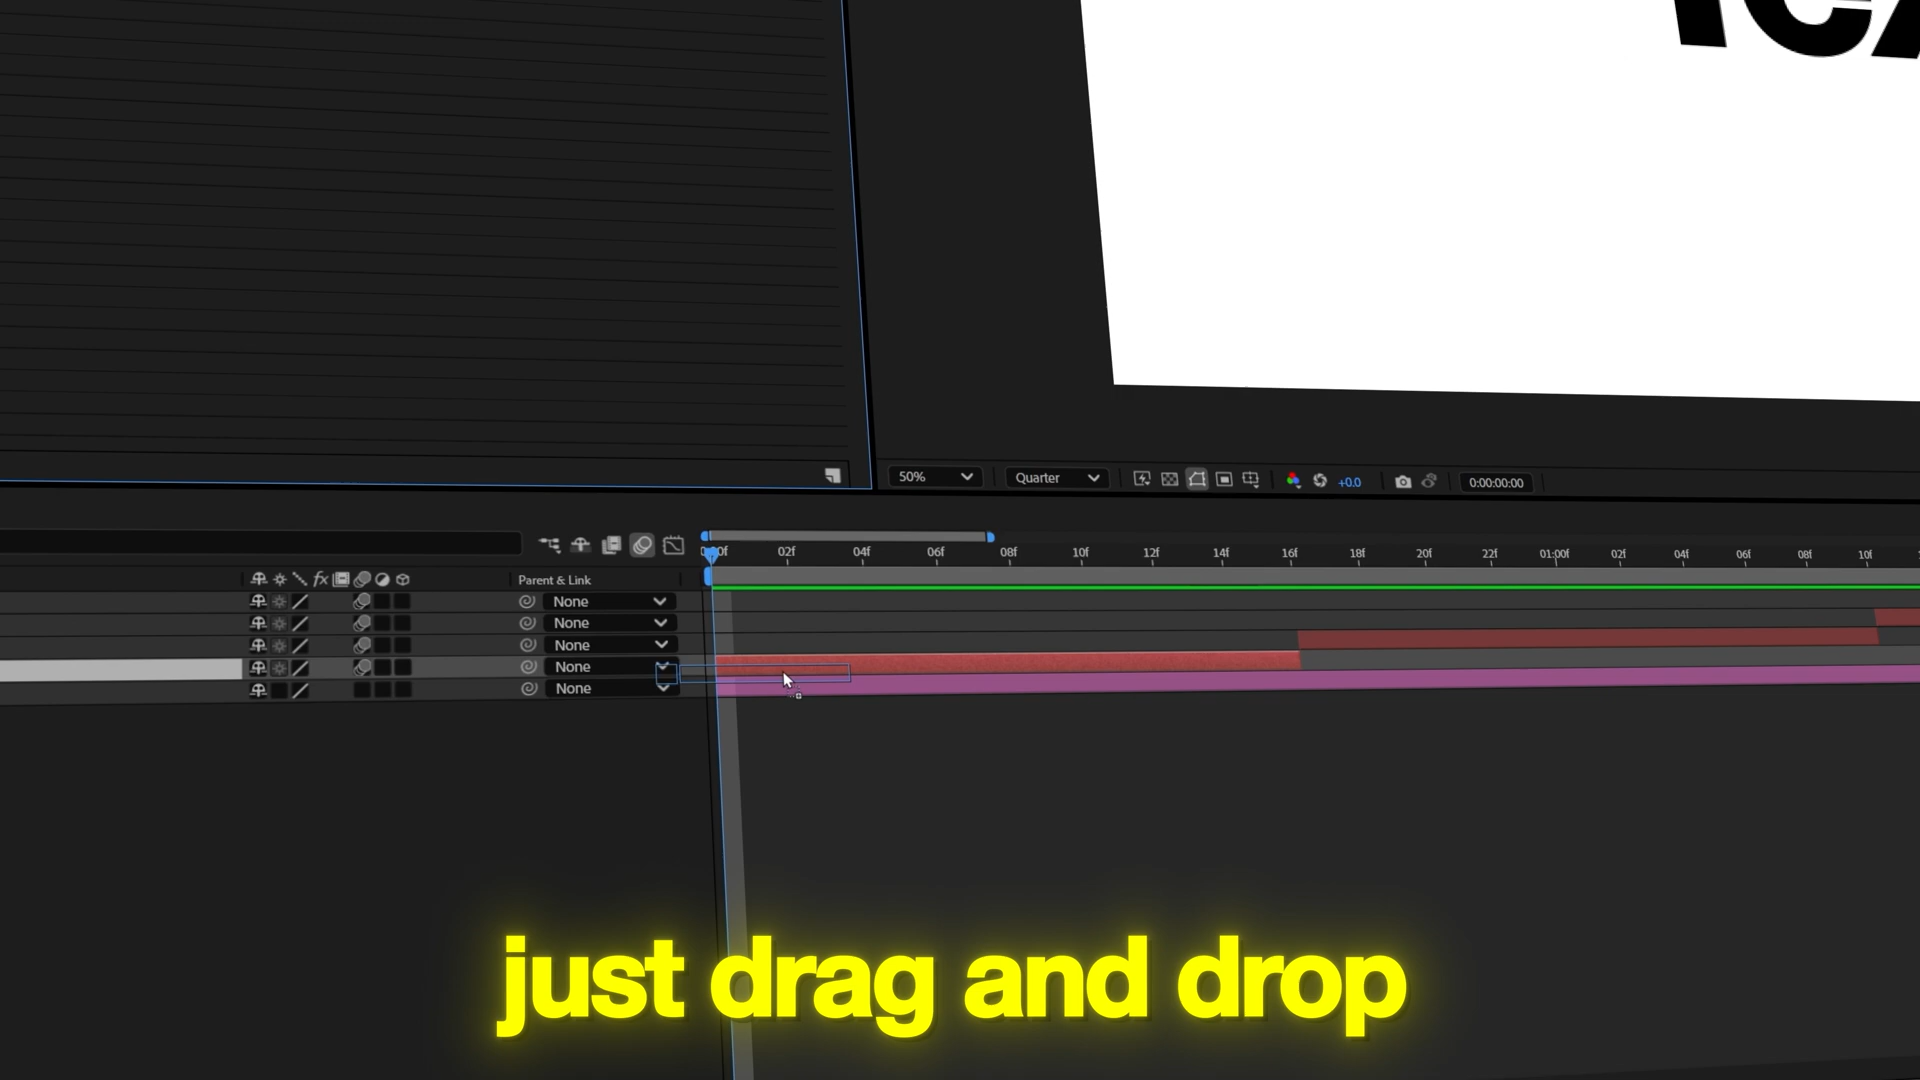 50%
Quarter
+0.0
0:00:00:00
02f 04f 06f 08f 10f 12f 14f 16f 18f 20f 22f 01:00f 02f 04f 06f 08f 10f
fx
Parent & Link
None
None
None
None
None
just drag and drop